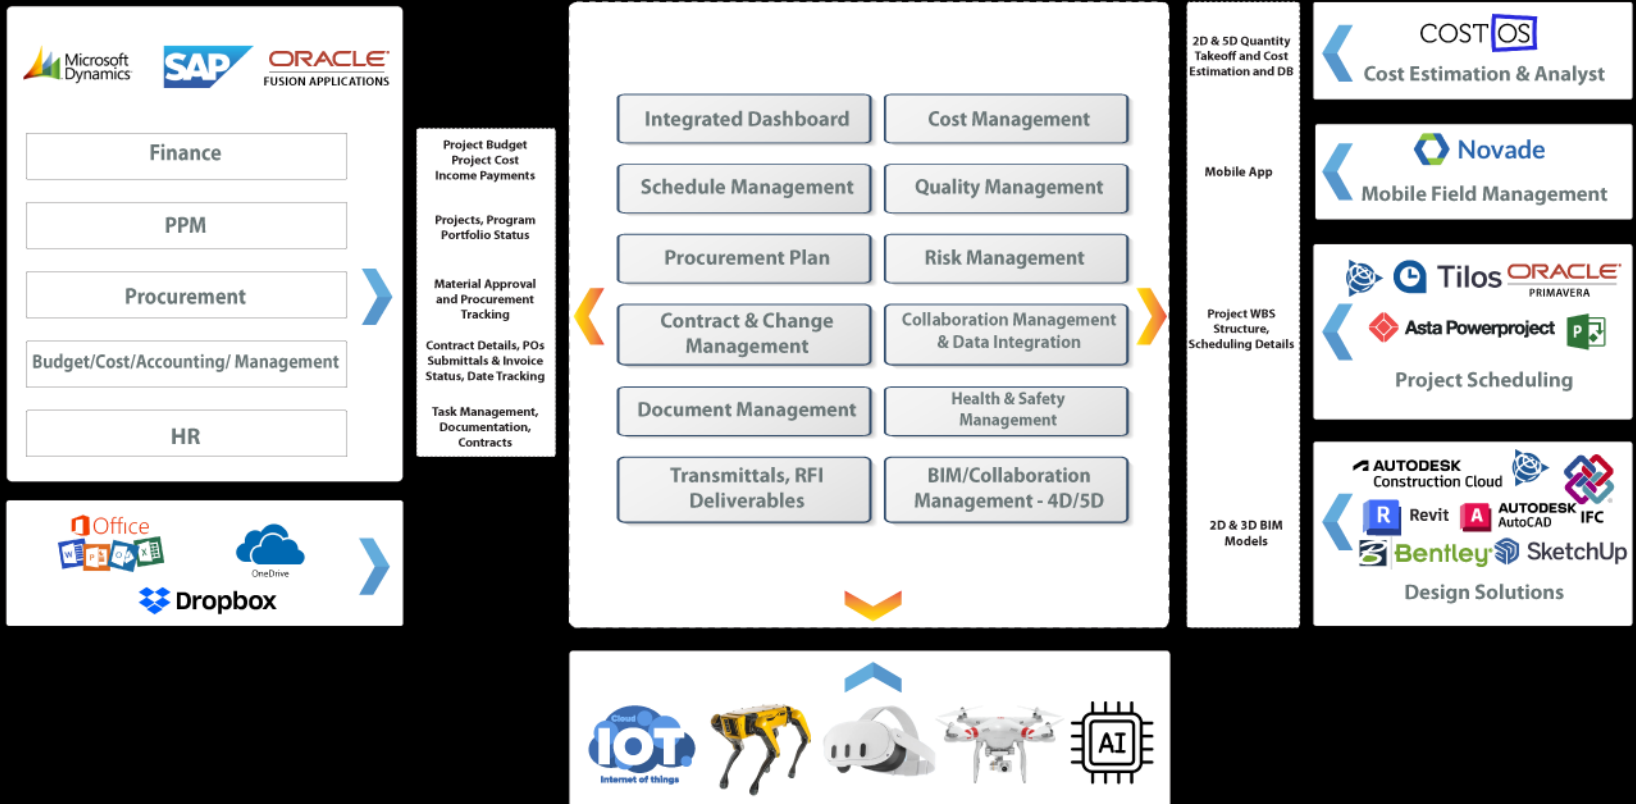 Microsoft
Dynamics
SAP
ORACLE
FUSION APPLICATIONS
Finance
PPM
Procurement
Budget/Cost/Accounting/ Management
HR
Office
W
P
O
X
OneDrive
Dropbox
Project Budget
Project Cost
Income Payments
Projects, Program
Portfolio Status
Material Approval
and Procurement
Tracking
Contract Details, POs
Submittals & Invoice
Status, Date Tracking
Task Management,
Documentation,
Contracts
Integrated Dashboard
Cost Management
Schedule Management
Quality Management
Procurement Plan
Risk Management
Contract & Change
Management
Collaboration Management
& Data Integration
Document Management
Health & Safety
Management
Transmittals, RFI
Deliverables
BIM/Collaboration
Management - 4D/5D
Cloud
IOT
Internet of things
AI
2D & 5D Quantity
Takeoff and Cost
Estimation and DB
Mobile App
Project WBS
Structure,
Scheduling Details
2D & 3D BIM
Models
COST OS
Cost Estimation & Analyst
Novade
Mobile Field Management
Tilos
ORACLE
PRIMAVERA
Asta Powerproject
P
Project Scheduling
AUTODESK
Construction Cloud
R
Revit
A
AUTODESK
AutoCAD
IFC
Bentley
SketchUp
Design Solutions